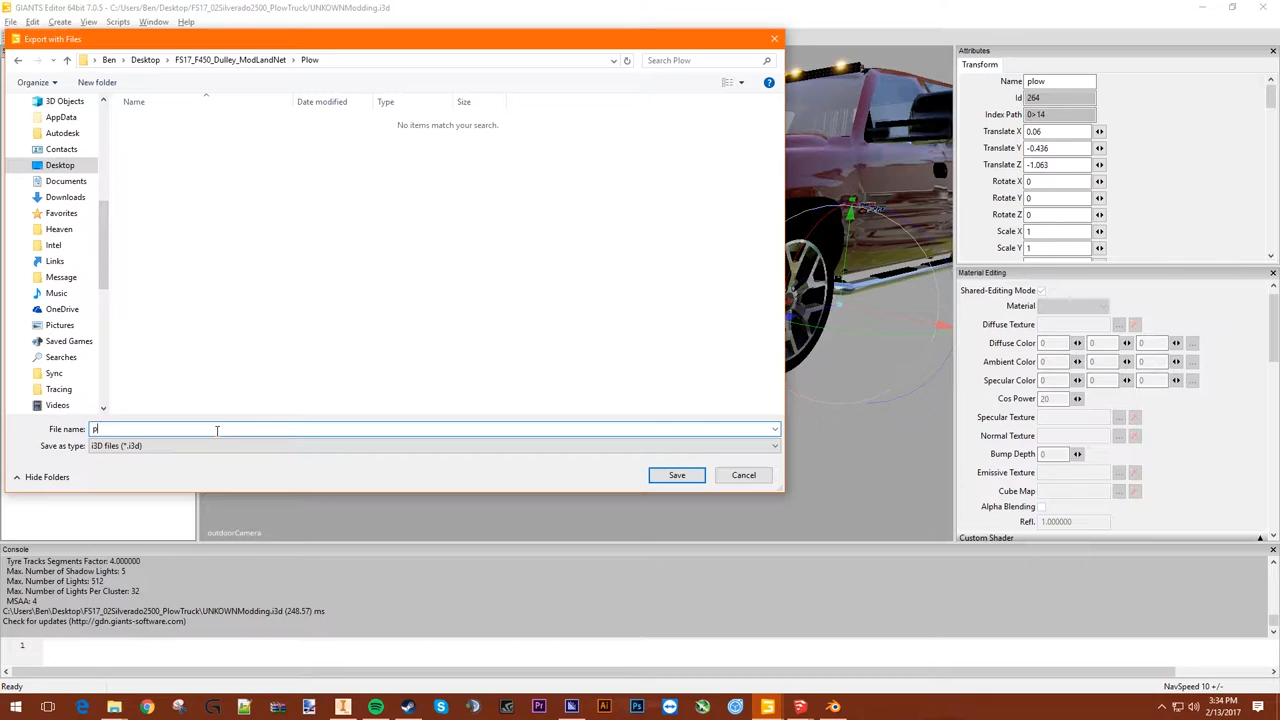 GIANTS Editor 64bit 7.0.5 - C:/Users/Ben/Desktop/FS17_02Silverado2500_PlowTruck/UNKOWNModding.i3d
File Edit Create View Scripts Window Help
Export with Files
Ben Desktop FS17_F450_Dulley_ModLandNet Plow
Search Plow
Organize New folder
3D Objects
AppData
Autodesk
Contacts
Desktop
Documents
Downloads
Favorites
Heaven
Intel
Links
Message
Music
OneDrive
Pictures
Saved Games
Searches
Sync
Tracing
Videos
Name Date modified Type Size
No items match your search.
File name: p
Save as type: i3D files (*.i3d)
Hide Folders
Save Cancel
outdoorCamera
Attributes
Transform
Name plow
Id 264
Index Path 0>14
Translate X 0.06
Translate Y -0.436
Translate Z -1.063
Rotate X 0
Rotate Y 0
Rotate Z 0
Scale X 1
Scale Y 1
Material Editing
Shared-Editing Mode
Material
Diffuse Texture ...
Diffuse Color 0 0 0 ...
Ambient Color 0 0 0 ...
Specular Color 0 0 0 ...
Cos Power 20
Specular Texture ...
Normal Texture ...
Bump Depth 0
Emissive Texture ...
Cube Map ...
Alpha Blending
Refl. 1.000000
Custom Shader
Console
Tyre Tracks Segments Factor: 4.000000
Max. Number of Shadow Lights: 5
Max. Number of Lights: 512
Max. Number of Lights Per Cluster: 32
MSAA: 4
C:\Users\Ben\Desktop\FS17_02Silverado2500_PlowTruck\UNKOWNModding.i3d (248.57) ms
Check for updates (http://gdn.giants-software.com)
1
Ready
NavSpeed 10 +/-
3:34 PM
2/13/2017